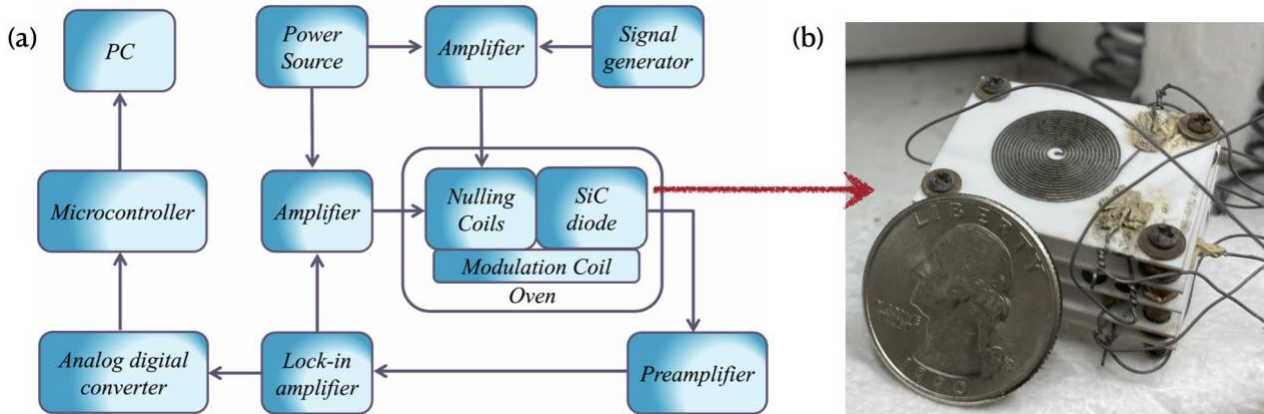 (a)
PC
Power
Source
Amplifier
Signal
generator
(b)
Microcontroller
Amplifier
Nulling
Coils
SiC
diode
Modulation Coil
Oven
Analog digital
converter
Lock-in
amplifier
Preamplifier
LIBERTY